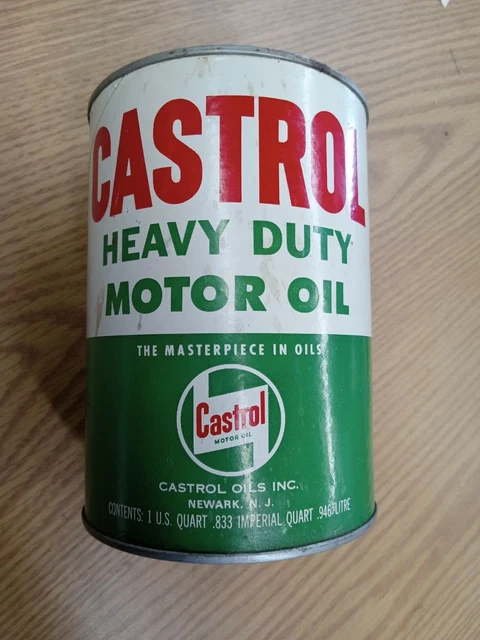 CASTROL
HEAVY DUTY
MOTOR OIL
THE MASTERPIECE IN OILS
Castrol
MOTOR OIL
CASTROL OILS INC.
NEWARK, N. J.
CONTENTS: 1 U.S. QUART .833 IMPERIAL QUART .946 LITRE